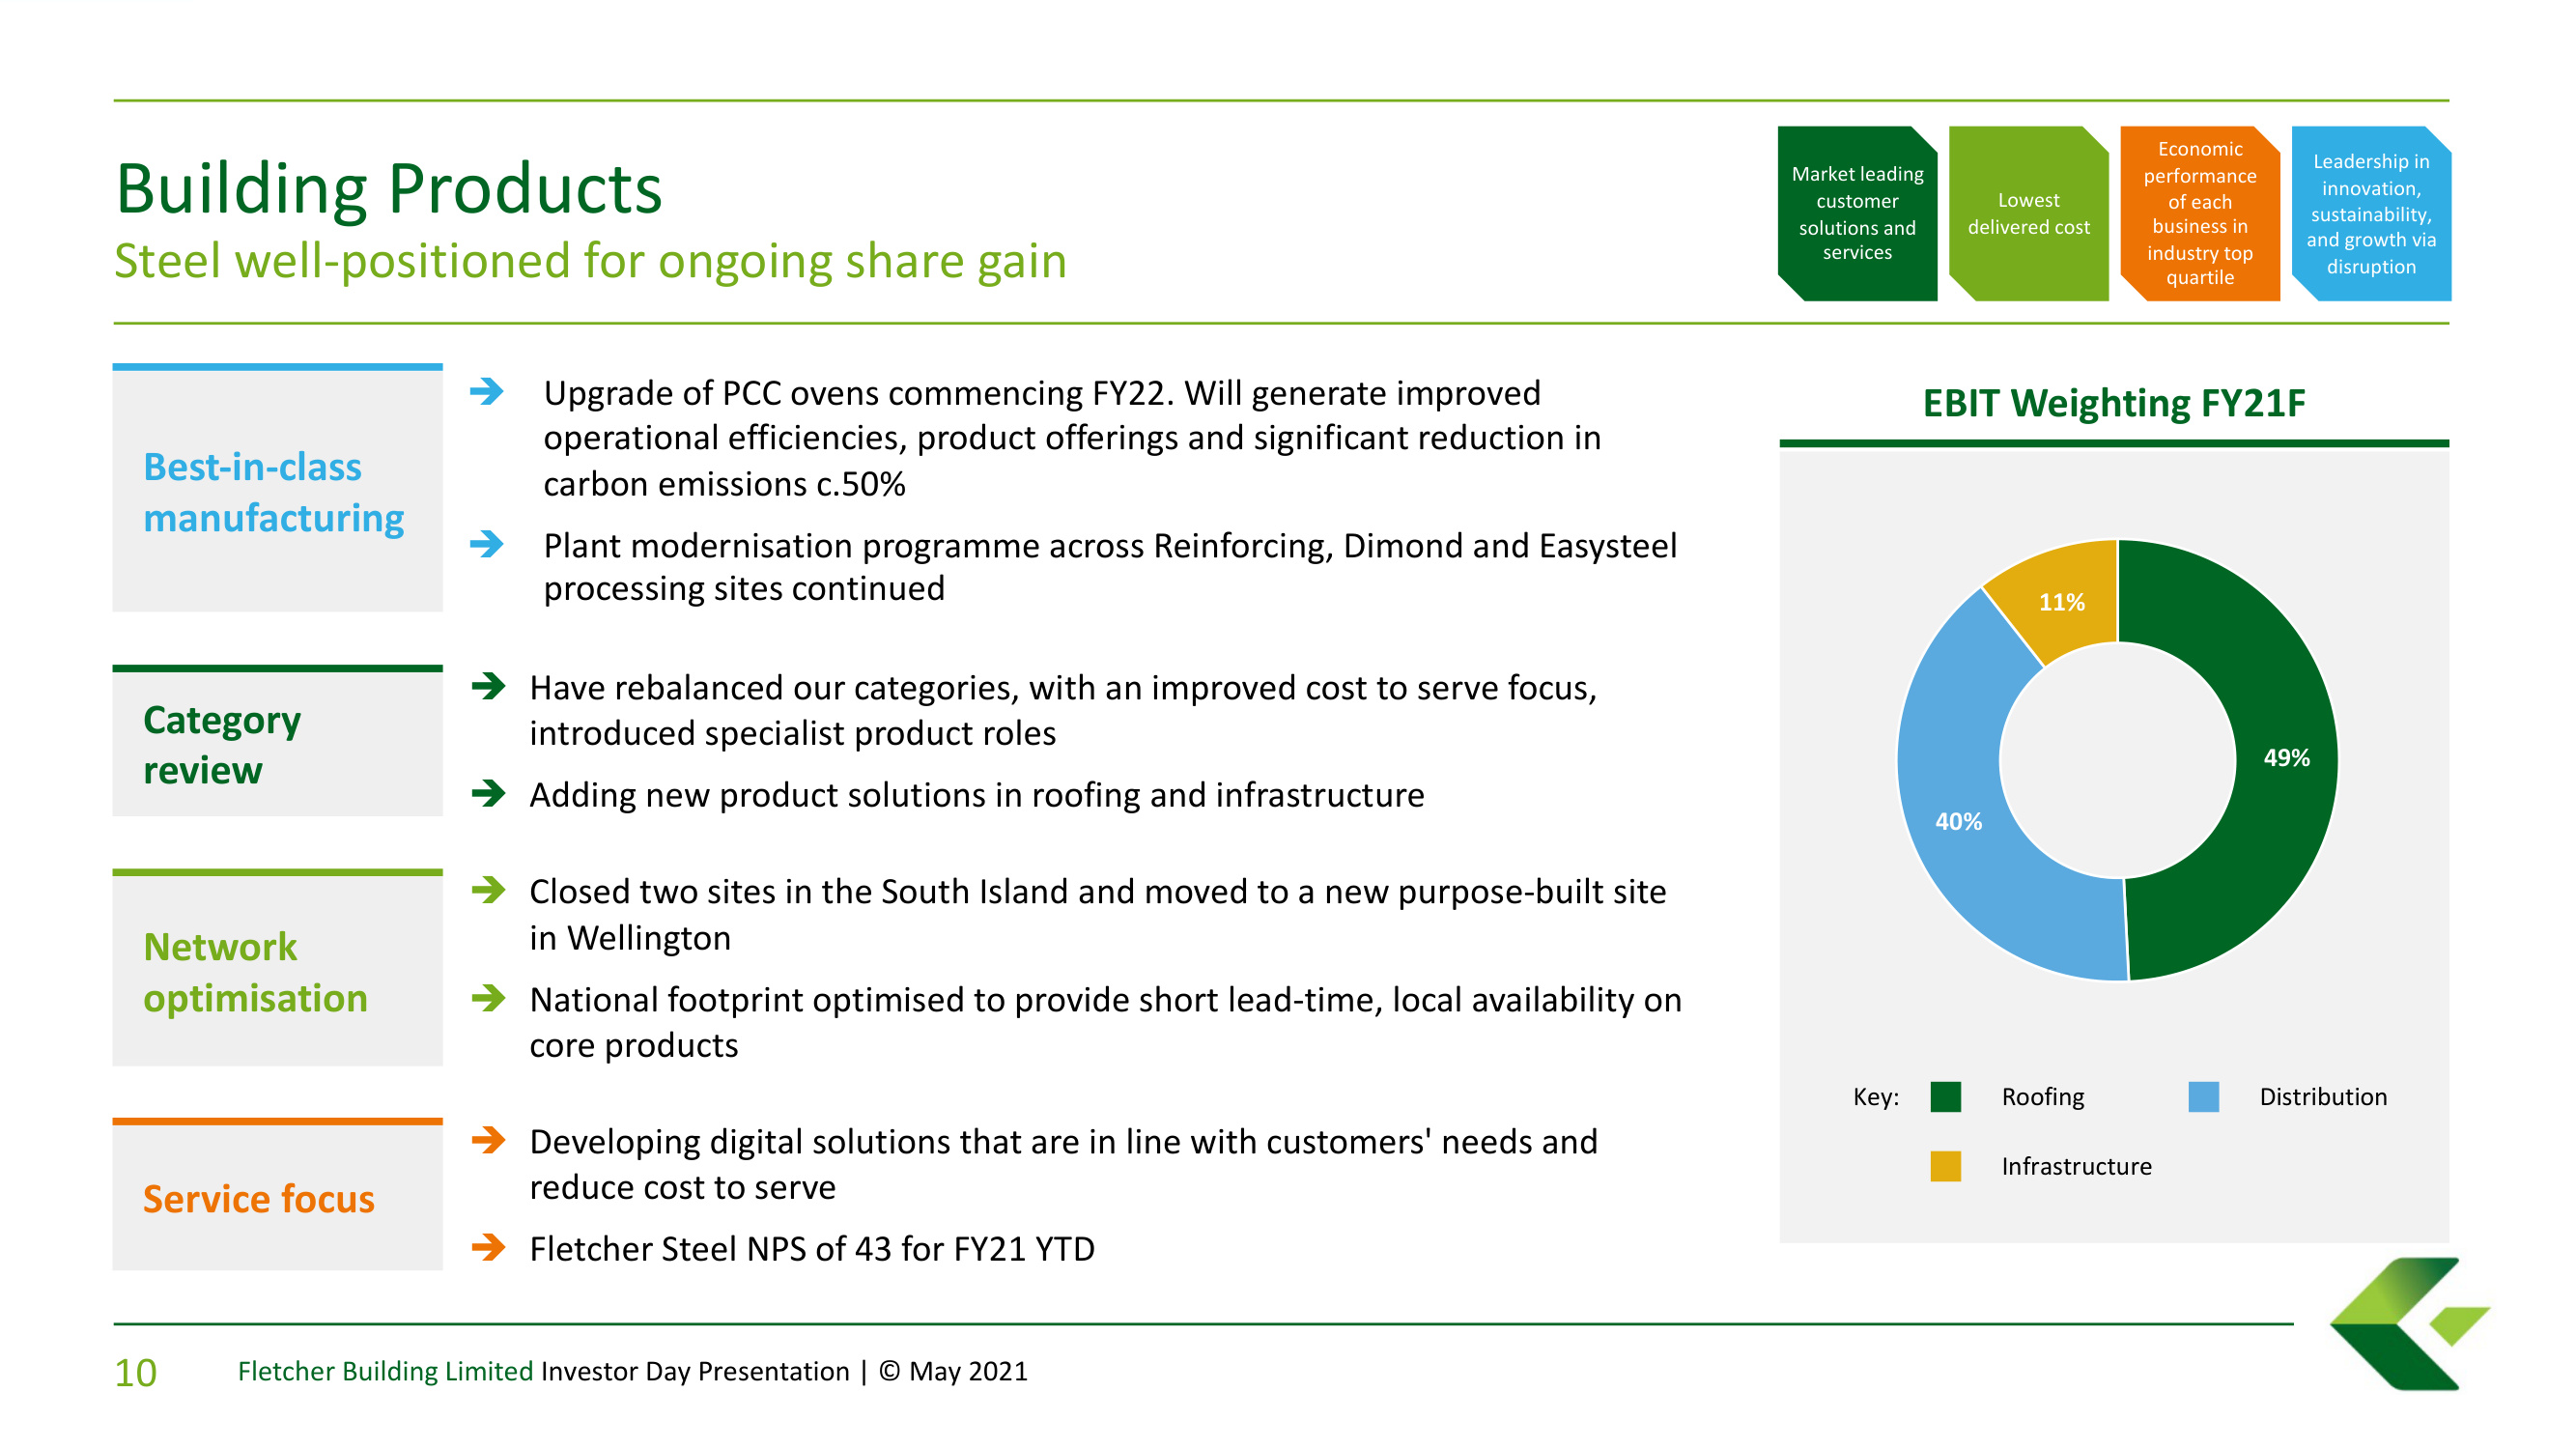 Building Products
Steel well-positioned for ongoing share gain
Market leading
customer
solutions and
services
Lowest
delivered cost
Economic
performance
of each
business in
industry top
quartile
Leadership in
innovation,
sustainability,
and growth via
disruption
Best-in-class
manufacturing
Upgrade of PCC ovens commencing FY22. Will generate improved
operational efficiencies, product offerings and significant reduction in
carbon emissions c.50%
Plant modernisation programme across Reinforcing, Dimond and Easysteel
processing sites continued
Category
review
Have rebalanced our categories, with an improved cost to serve focus,
introduced specialist product roles
Adding new product solutions in roofing and infrastructure
Network
optimisation
Closed two sites in the South Island and moved to a new purpose-built site
in Wellington
National footprint optimised to provide short lead-time, local availability on
core products
Service focus
Developing digital solutions that are in line with customers' needs and
reduce cost to serve
Fletcher Steel NPS of 43 for FY21 YTD
EBIT Weighting FY21F
11%
49%
40%
Key: Roofing Distribution
Infrastructure
10 Fletcher Building Limited Investor Day Presentation | © May 2021